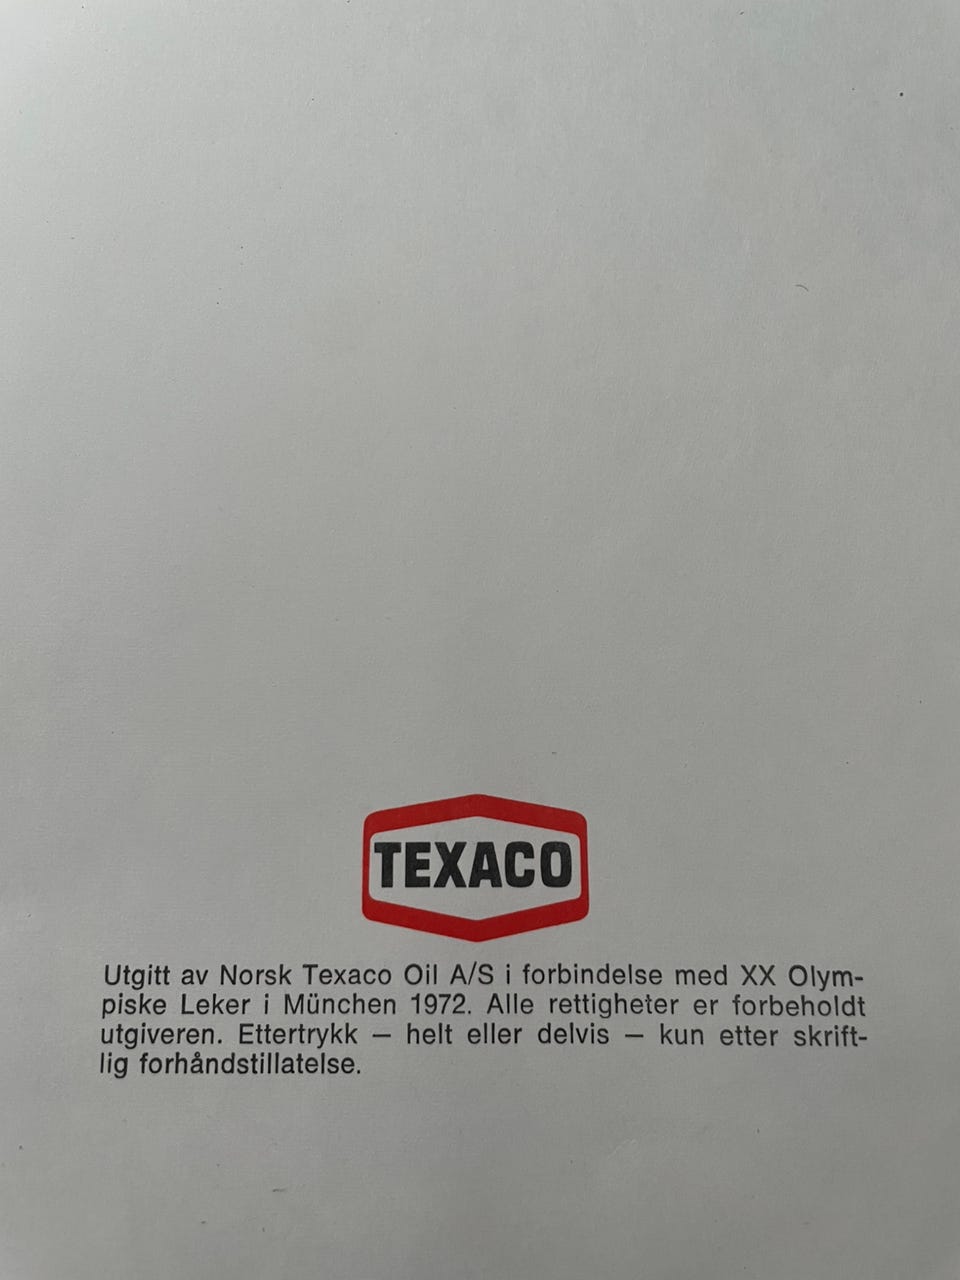 TEXACO
Utgitt av Norsk Texaco Oil A/S i forbindelse med XX Olym-
piske Leker i München 1972. Alle rettigheter er forbeholdt
utgiveren. Ettertrykk — helt eller delvis — kun etter skrift-
lig forhåndstillatelse.